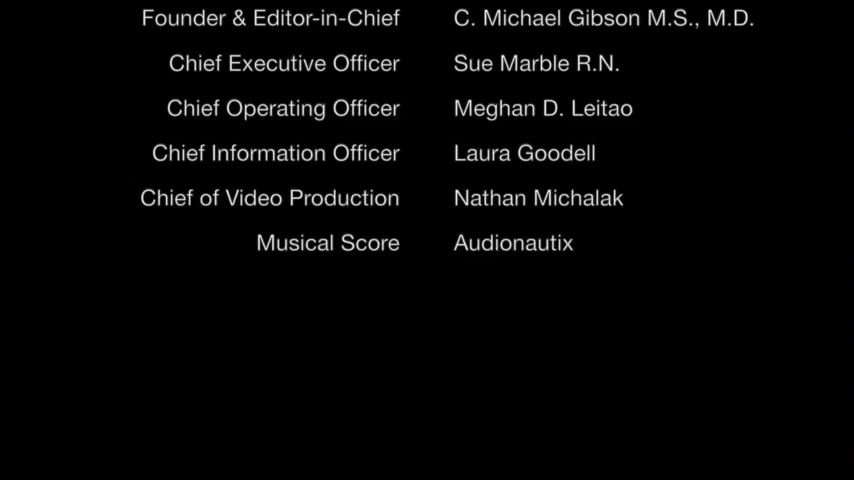 Founder & Editor-in-Chief C. Michael Gibson M.S., M.D.
Chief Executive Officer Sue Marble R.N.
Chief Operating Officer Meghan D. Leitao
Chief Information Officer Laura Goodell
Chief of Video Production Nathan Michalak
Musical Score Audionautix